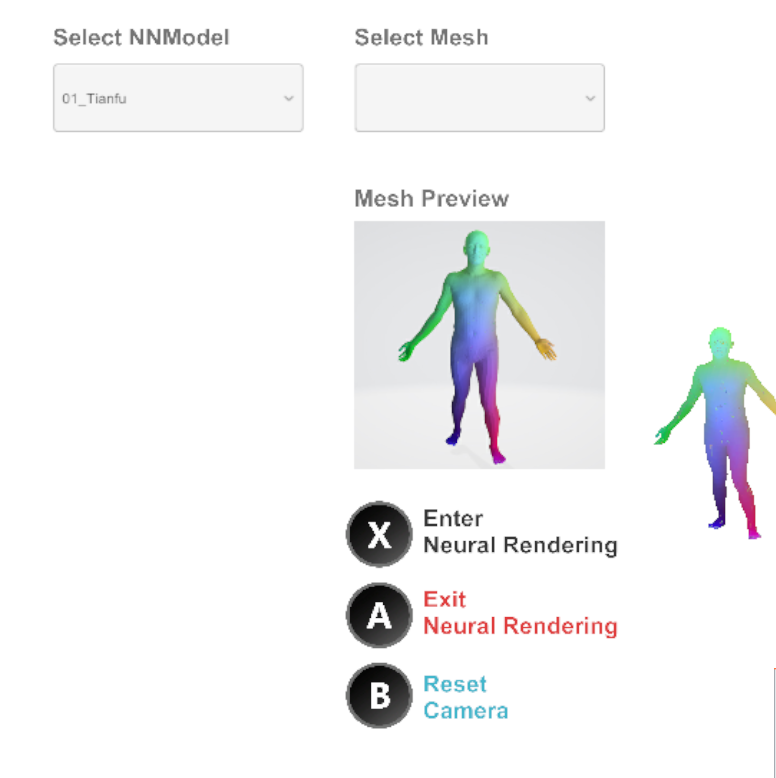 Select NNModel
Select Mesh
01_Tianfu
Mesh Preview
X
Enter
Neural Rendering
A
Exit
Neural Rendering
B
Reset
Camera